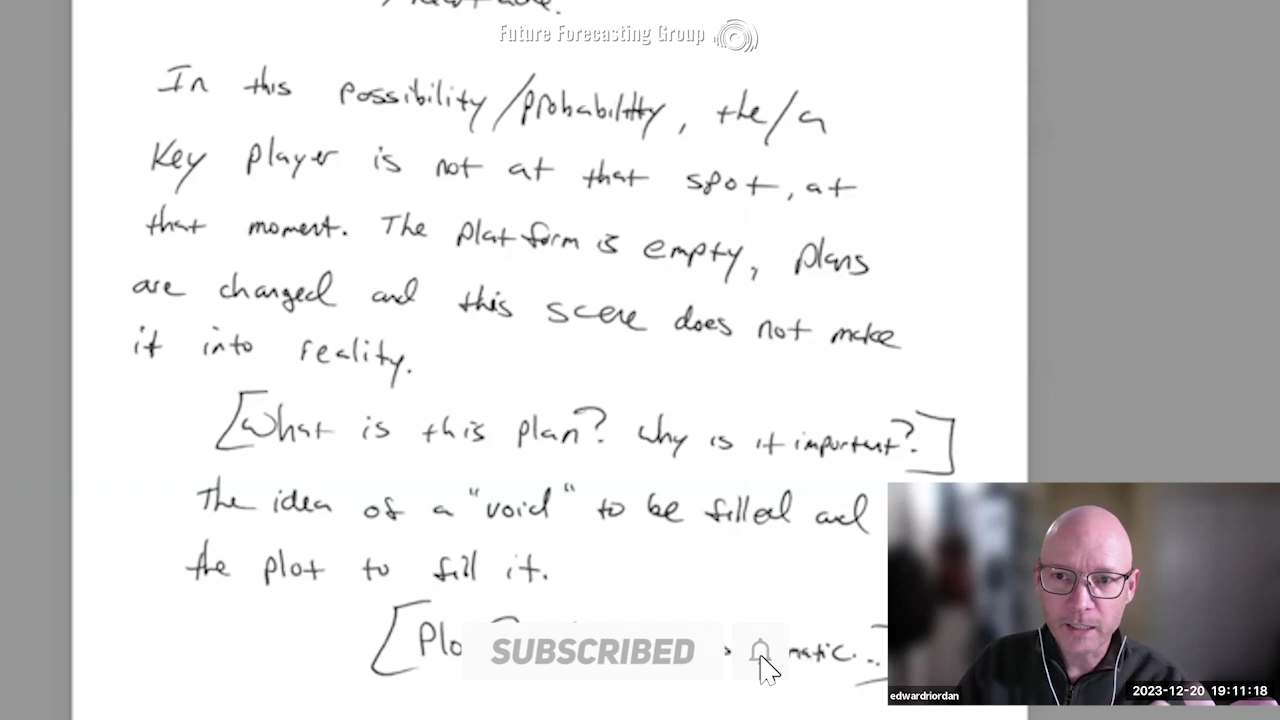 Future Forecasting Group
In this possibility/probability, the/a
Key player is not at that spot, at
that moment. The platform is empty, plans
are changed and this scene does not make
it into reality.
[What is this plan? Why is it important?]
The idea of a "void" to be filled and
the plot to fill it.
[Plo
SUBSCRIBED
edwardriordan
2023-12-20 19:11:18